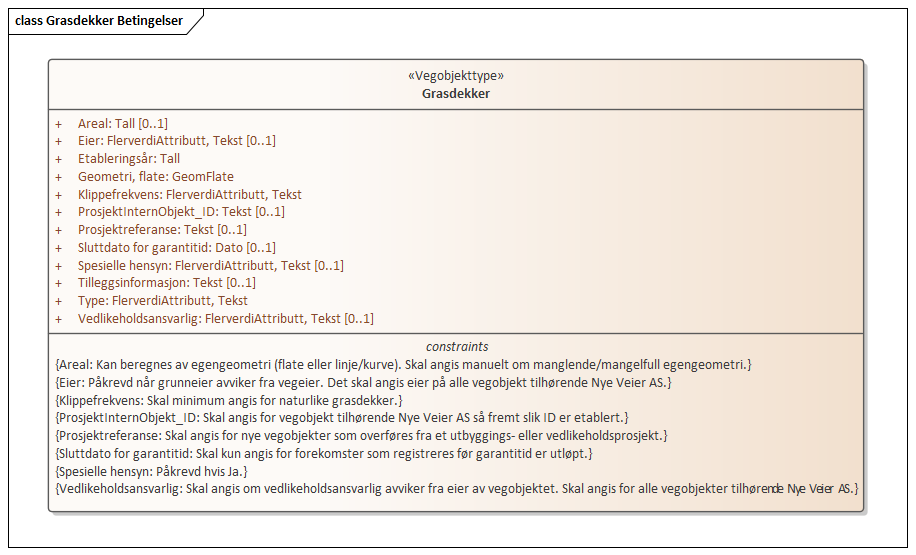 class Grasdekker Betingelser
«Vegobjekttype»
Grasdekker
+ Areal: Tall [0..1]
+ Eier: FlerverdiAttributt, Tekst [0..1]
+ Etableringsår: Tall
+ Geometri, flate: GeomFlate
+ Klippefrekvens: FlerverdiAttributt, Tekst
+ ProsjektInternObjekt_ID: Tekst [0..1]
+ Prosjektreferanse: Tekst [0..1]
+ Sluttdato for garantitid: Dato [0..1]
+ Spesielle hensyn: FlerverdiAttributt, Tekst [0..1]
+ Tilleggsinformasjon: Tekst [0..1]
+ Type: FlerverdiAttributt, Tekst
+ Vedlikeholdsansvarlig: FlerverdiAttributt, Tekst [0..1]
constraints
{Areal: Kan beregnes av egengeometri (flate eller linje/kurve). Skal angis manuelt om manglende/mangelfull egengeometri.}
{Eier: Påkrevd når grunneier avviker fra vegeier. Det skal angis eier på alle vegobjekt tilhørende Nye Veier AS.}
{Klippefrekvens: Skal minimum angis for naturlike grasdekker.}
{ProsjektInternObjekt_ID: Skal angis for vegobjekt tilhørende Nye Veier AS så fremt slik ID er etablert.}
{Prosjektreferanse: Skal angis for nye vegobjekter som overføres fra et utbyggings- eller vedlikeholdsprosjekt.}
{Sluttdato for garantitid: Skal kun angis for forekomster som registreres før garantitid er utløpt.}
{Spesielle hensyn: Påkrevd hvis Ja.}
{Vedlikeholdsansvarlig: Skal angis om vedlikeholdsansvarlig avviker fra eier av vegobjektet. Skal angis for alle vegobjekter tilhørende Nye Veier AS.}